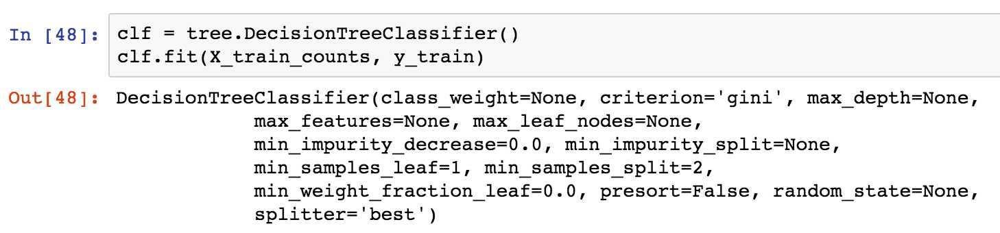 In [48]: clf = tree.DecisionTreeClassifier()
clf.fit(X_train_counts, y_train)
Out[48]: DecisionTreeClassifier(class_weight=None, criterion='gini', max_depth=None,
max_features=None, max_leaf_nodes=None,
min_impurity_decrease=0.0, min_impurity_split=None,
min_samples_leaf=1, min_samples_split=2,
min_weight_fraction_leaf=0.0, presort=False, random_state=None,
splitter='best')